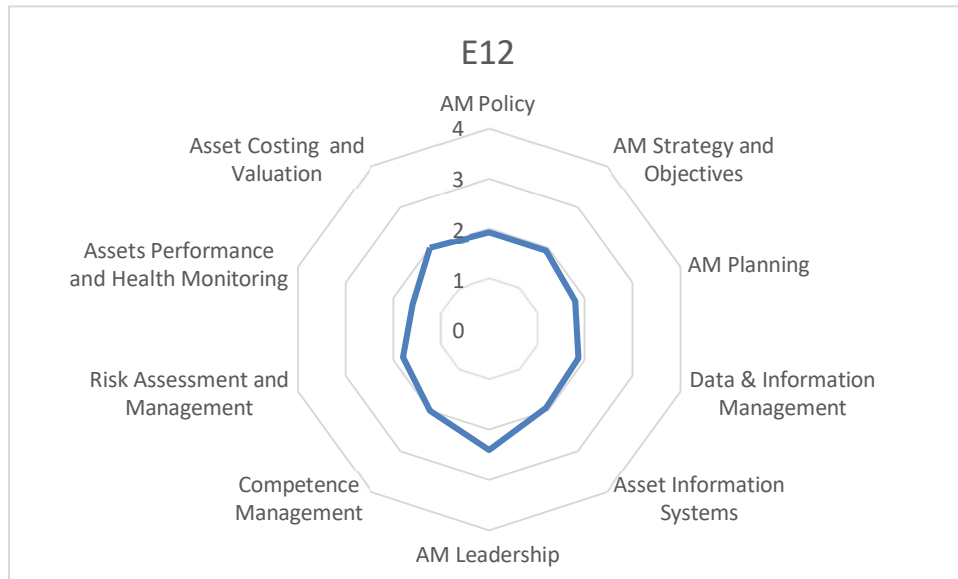 E12
AM Policy
4
3
2
1
0
AM Strategy and
Objectives
AM Planning
Data & Information
Management
Asset Information
Systems
AM Leadership
Competence
Management
Risk Assessment and
Management
Assets Performance
and Health Monitoring
Asset Costing and
Valuation